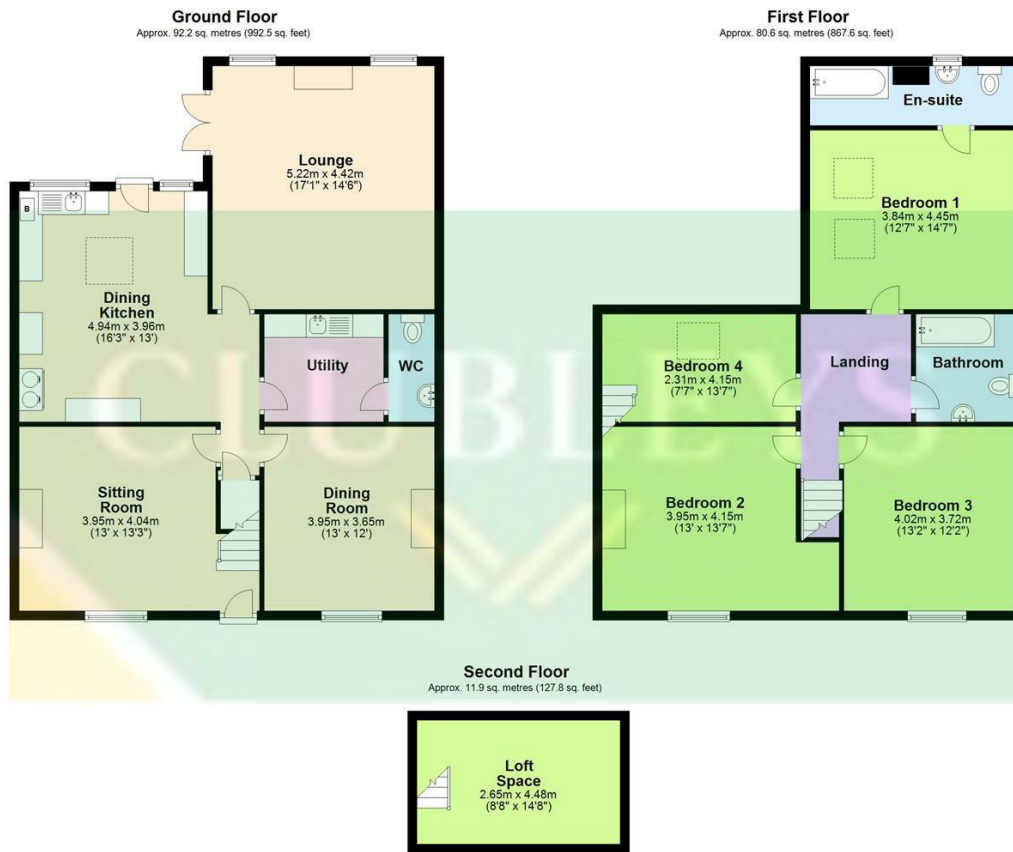 Ground Floor
Approx. 92.2 sq. metres (992.5 sq. feet)
Lounge
5.22m x 4.42m
(17'1" x 14'6")
B
Dining
Kitchen
4.94m x 3.96m
(16'3" x 13')
Utility
WC
Sitting
Room
3.95m x 4.04m
(13' x 13'3")
Dining
Room
3.95m x 3.65m
(13' x 12')
First Floor
Approx. 80.6 sq. metres (867.6 sq. feet)
En-suite
Bedroom 1
3.84m x 4.45m
(12'7" x 14'7")
Bedroom 4
2.31m x 4.15m
(7'7" x 13'7")
Landing
Bathroom
Bedroom 2
3.95m x 4.15m
(13' x 13'7")
Bedroom 3
4.02m x 3.72m
(13'2" x 12'2")
CLUBLEYS
Second Floor
Approx. 11.9 sq. metres (127.8 sq. feet)
Loft
Space
2.65m x 4.48m
(8'8" x 14'8")